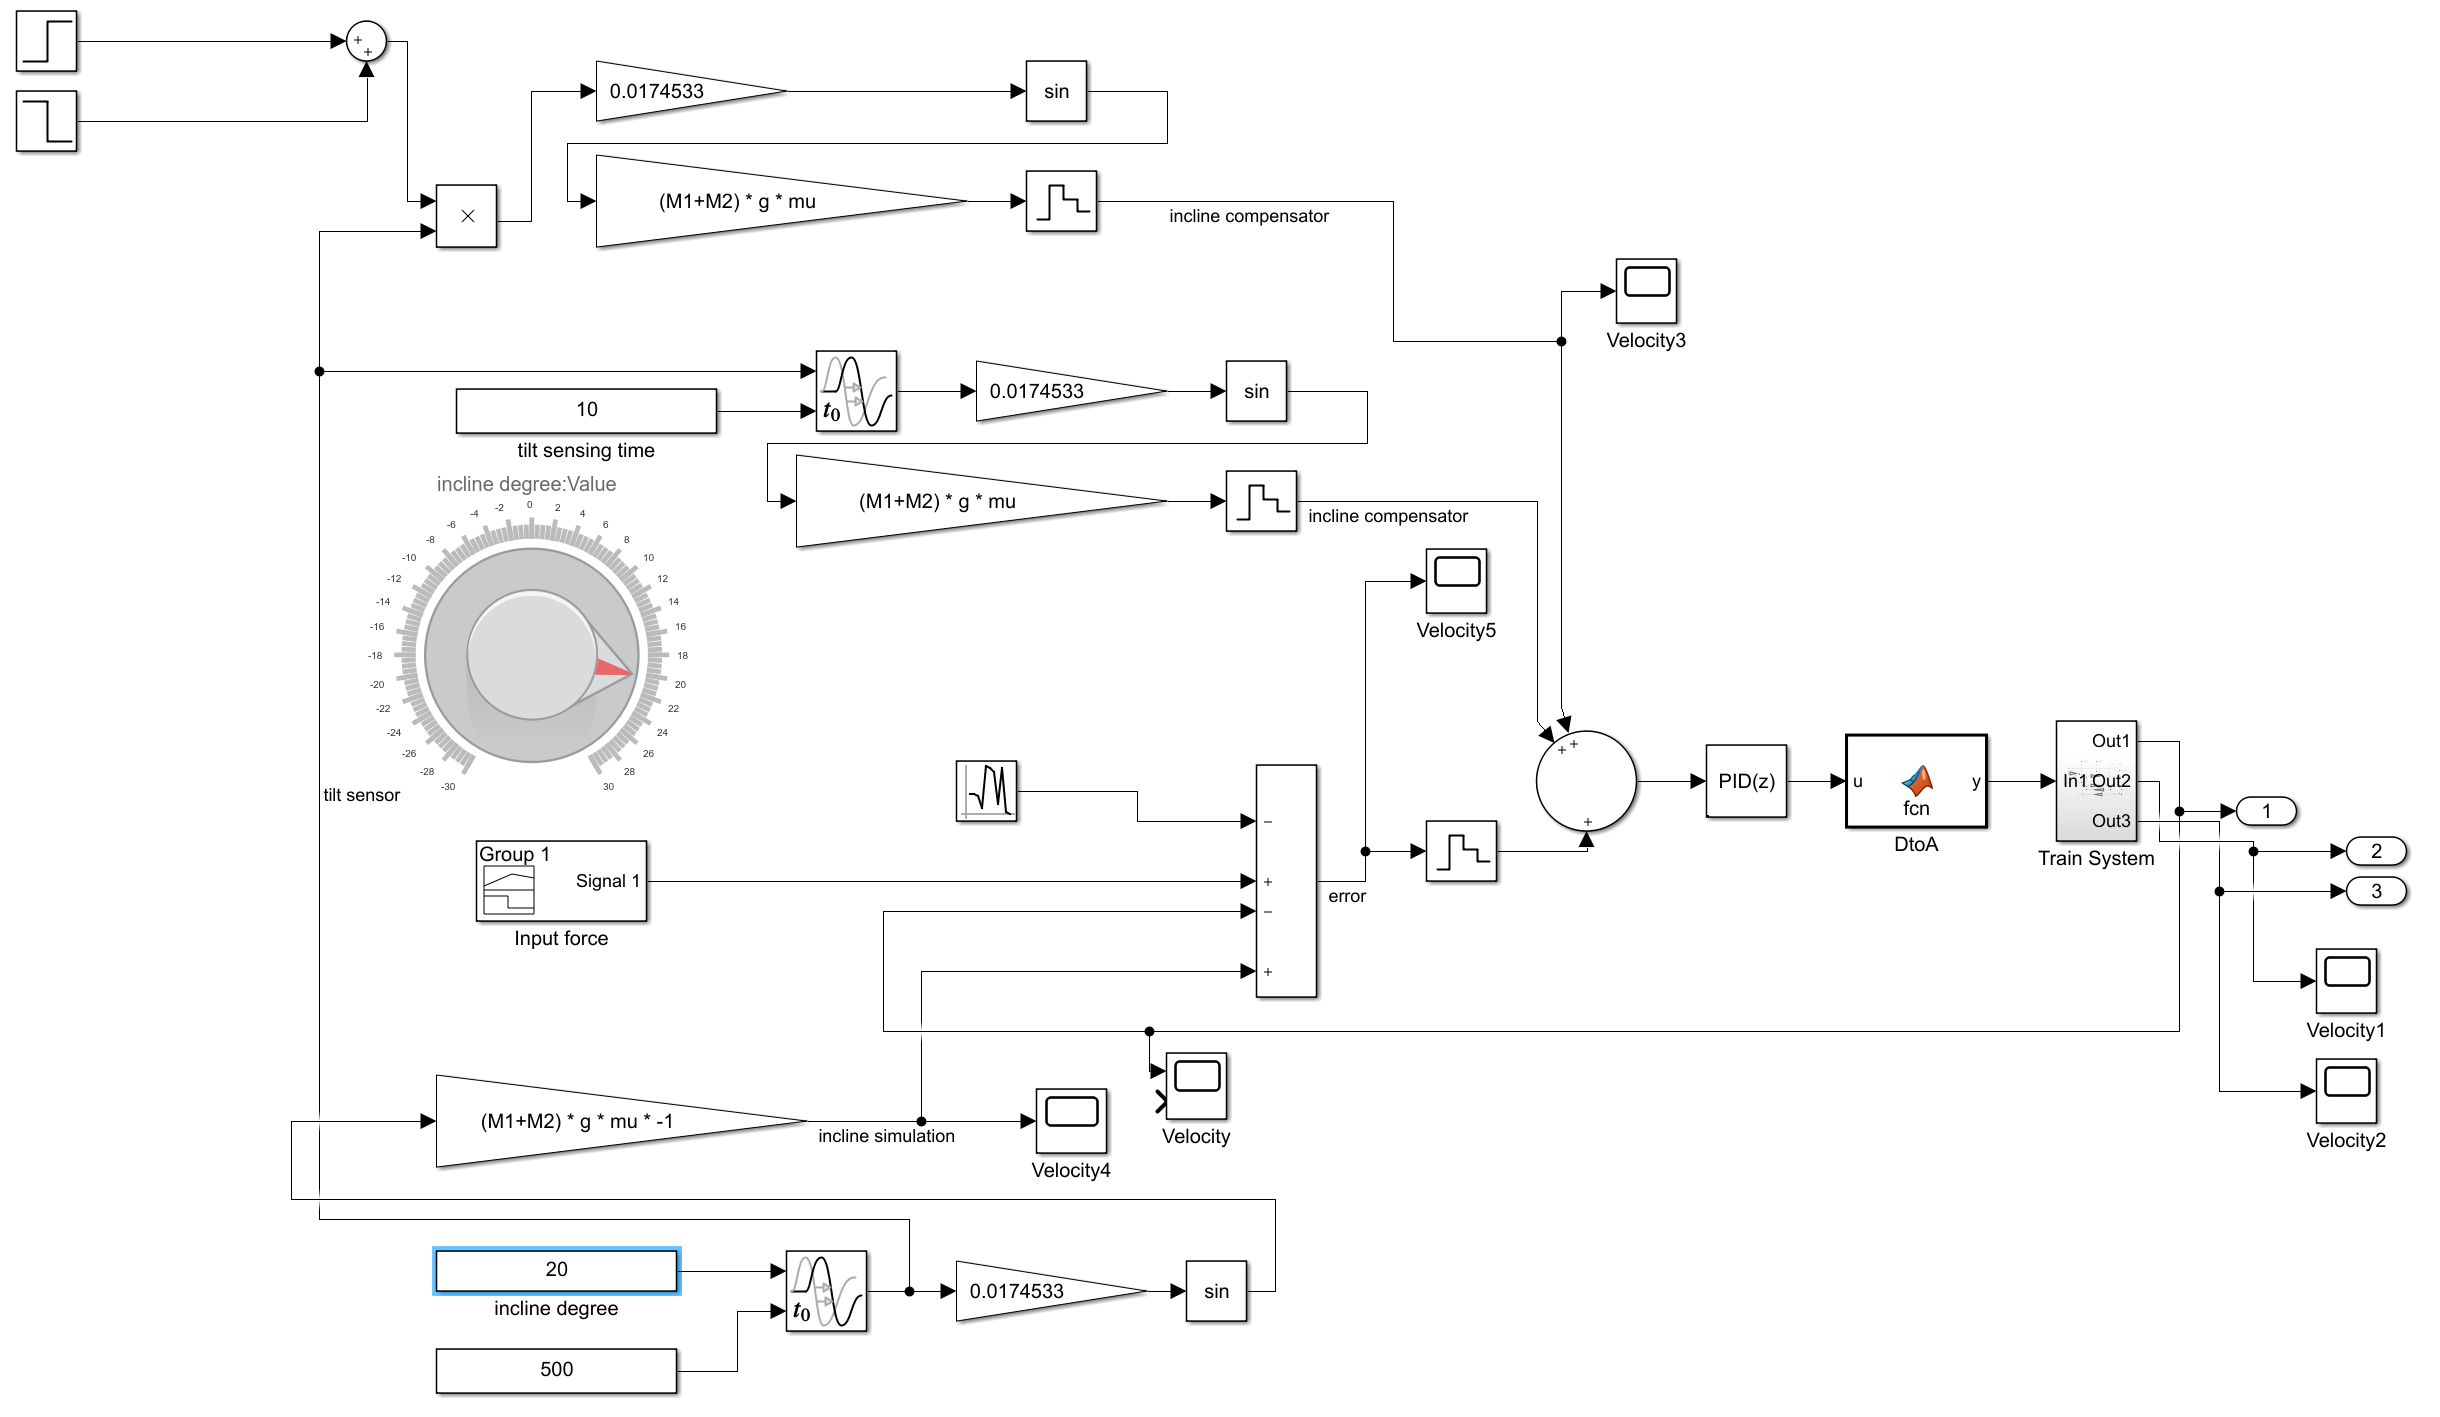 +
+
0.0174533
sin
×
(M1+M2) * g * mu
incline compensator
Velocity3
t0
0.0174533
sin
10
tilt sensing time
(M1+M2) * g * mu
incline compensator
incline degree:Value
0
-2
2
-4
4
-6
6
-8
8
-10
10
-12
12
-14
14
-16
16
-18
18
-20
20
-22
22
-24
24
-26
26
-28
28
-30
30
tilt sensor
Velocity5
+
+
+
PID(z)
u
fcn
y
DtoA
Out1
In1 Out2
Out3
Train System
1
2
3
−
+
−
+
error
Group 1
Signal 1
Input force
Velocity1
Velocity2
(M1+M2) * g * mu * -1
incline simulation
Velocity4
Velocity
20
incline degree
t0
0.0174533
sin
500